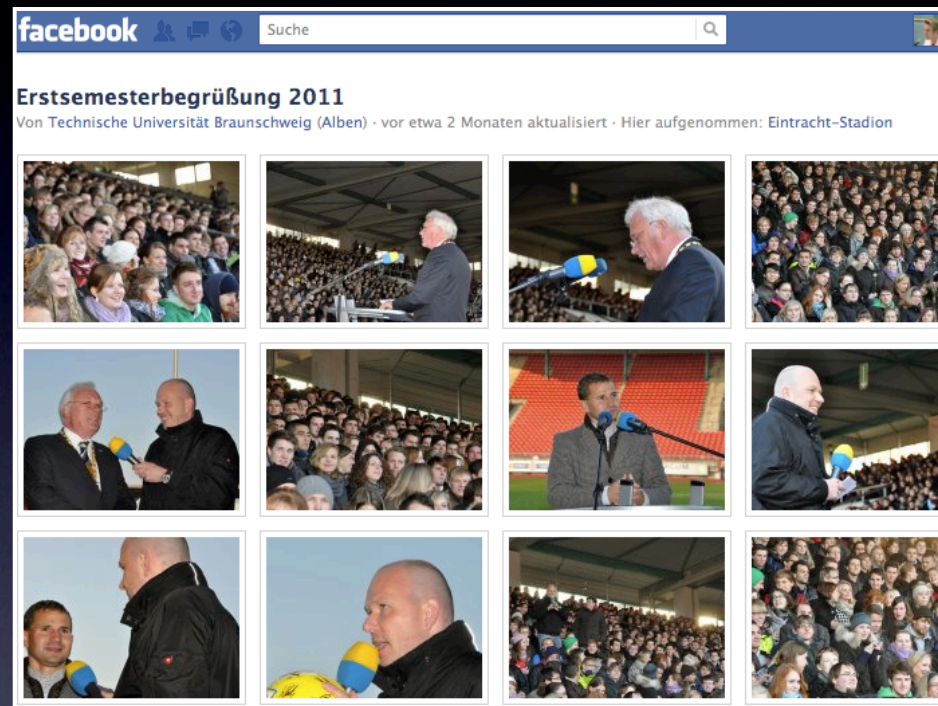 facebook
Suche
Erstsemesterbegrüßung 2011
Von Technische Universität Braunschweig (Alben) · vor etwa 2 Monaten aktualisiert · Hier aufgenommen: Eintracht-Stadion